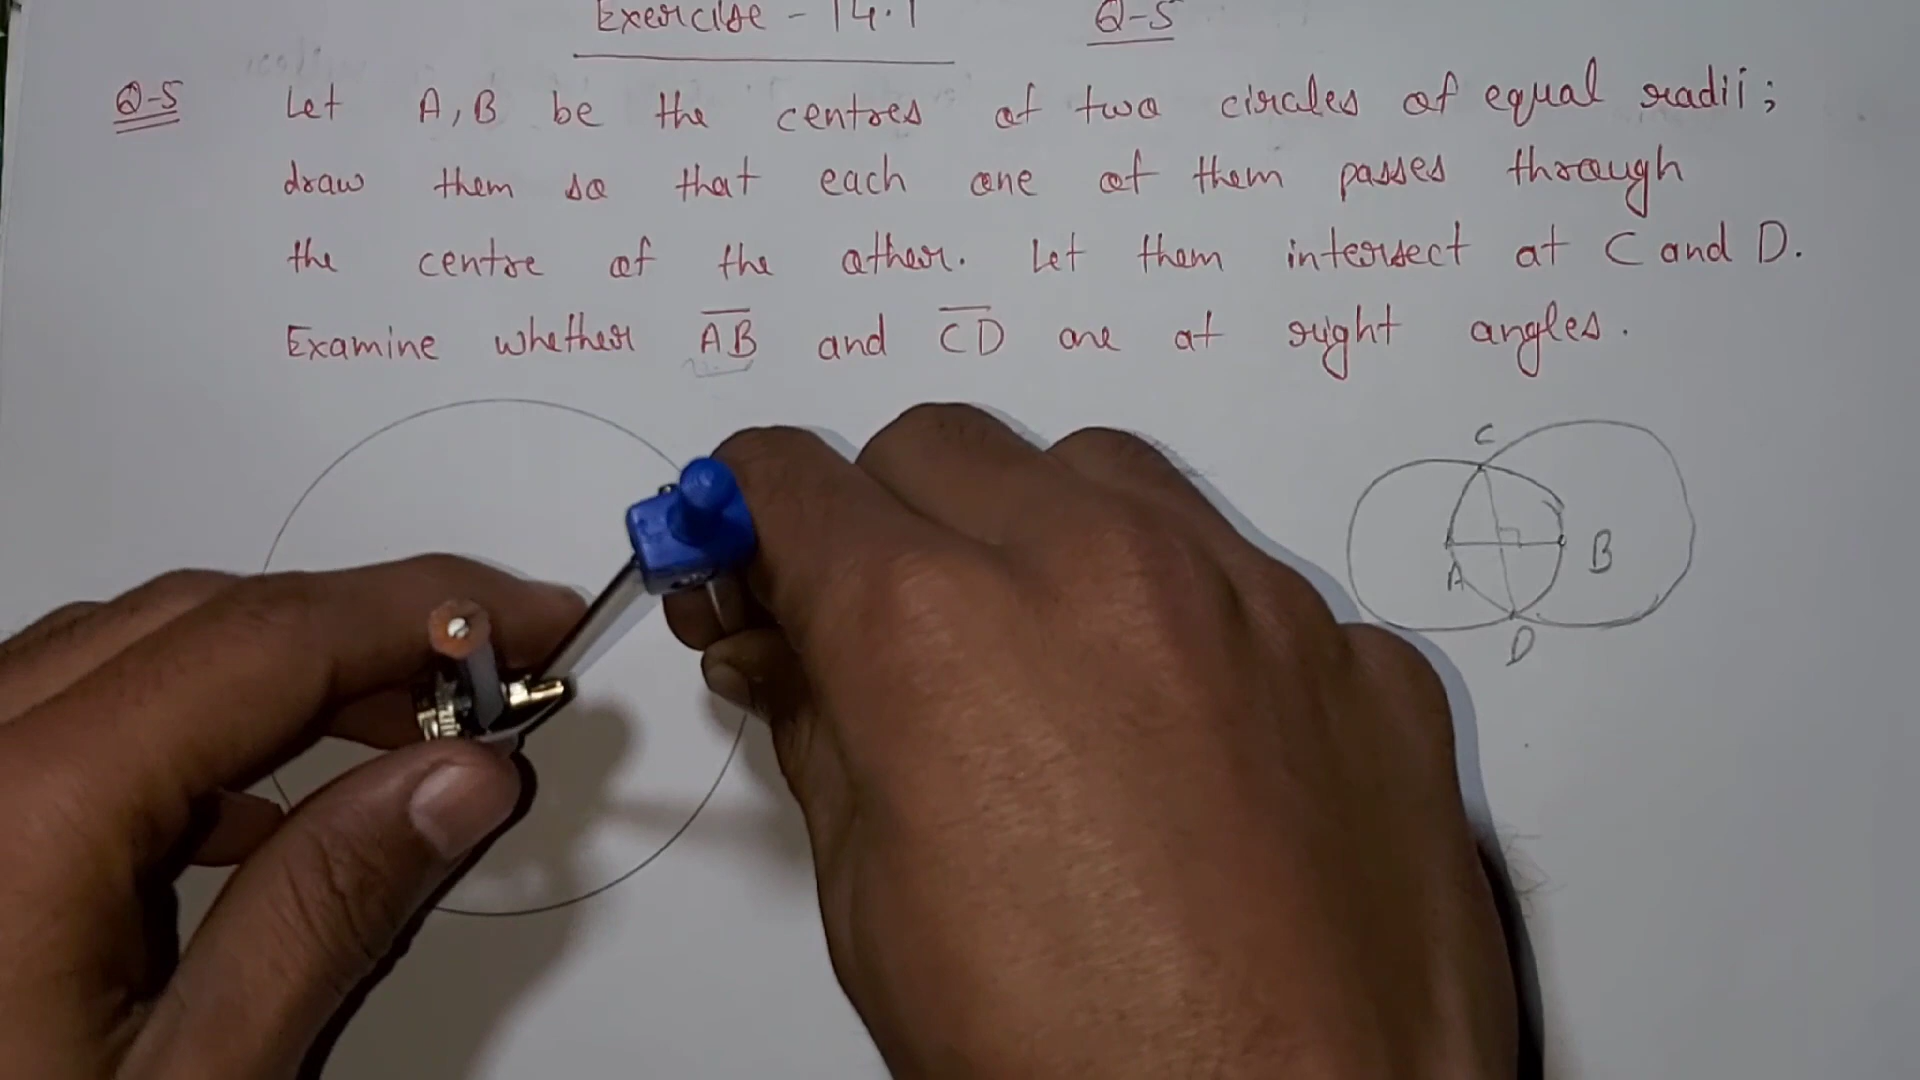 Exercise - 14.1 Q-5
Q-5 Let A, B be the centres of two circles of equal radii;
draw them so that each one of them passes through
the centre of the other. Let them intersect at C and D.
Examine whether A̅B̅ and C̅D̅ are at right angles.
C
B
A
D